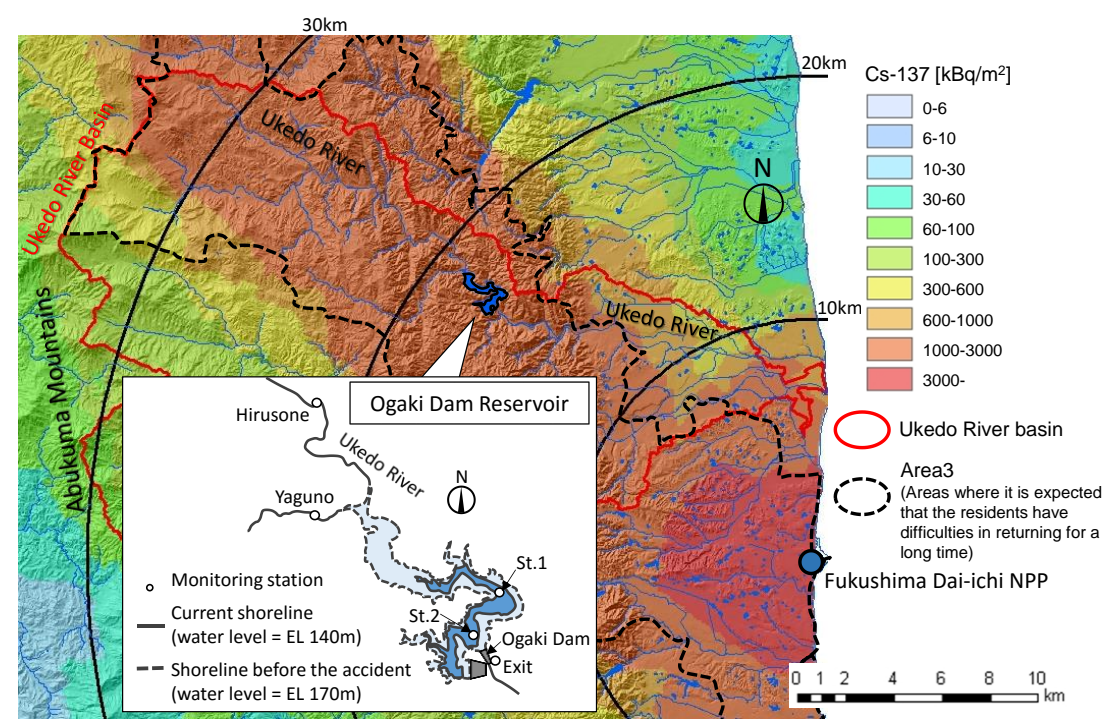 30km
20km
10km
Ukedo River Basin
Ukedo River
Ukedo River
Abukuma Mountains
N
Cs-137 [kBq/m²]
0-6
6-10
10-30
30-60
60-100
100-300
300-600
600-1000
1000-3000
3000-
Ukedo River basin
Area3
(Areas where it is expected
that the residents have
difficulties in returning for a
long time)
Fukushima Dai-ichi NPP
0 1 2 4 6 8 10
km
Ogaki Dam Reservoir
Hirusone
Ukedo River
N
Yaguno
St.1
St.2
Ogaki Dam
Exit
Monitoring station
Current shoreline
(water level = EL 140m)
Shoreline before the accident
(water level = EL 170m)